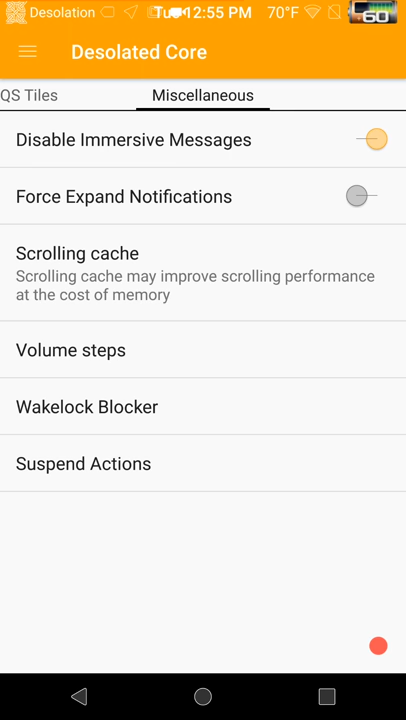 Desolation Tue 12:55 PM 70°F 60
Desolated Core
QS Tiles Miscellaneous
Disable Immersive Messages
Force Expand Notifications
Scrolling cache
Scrolling cache may improve scrolling performance
at the cost of memory
Volume steps
Wakelock Blocker
Suspend Actions